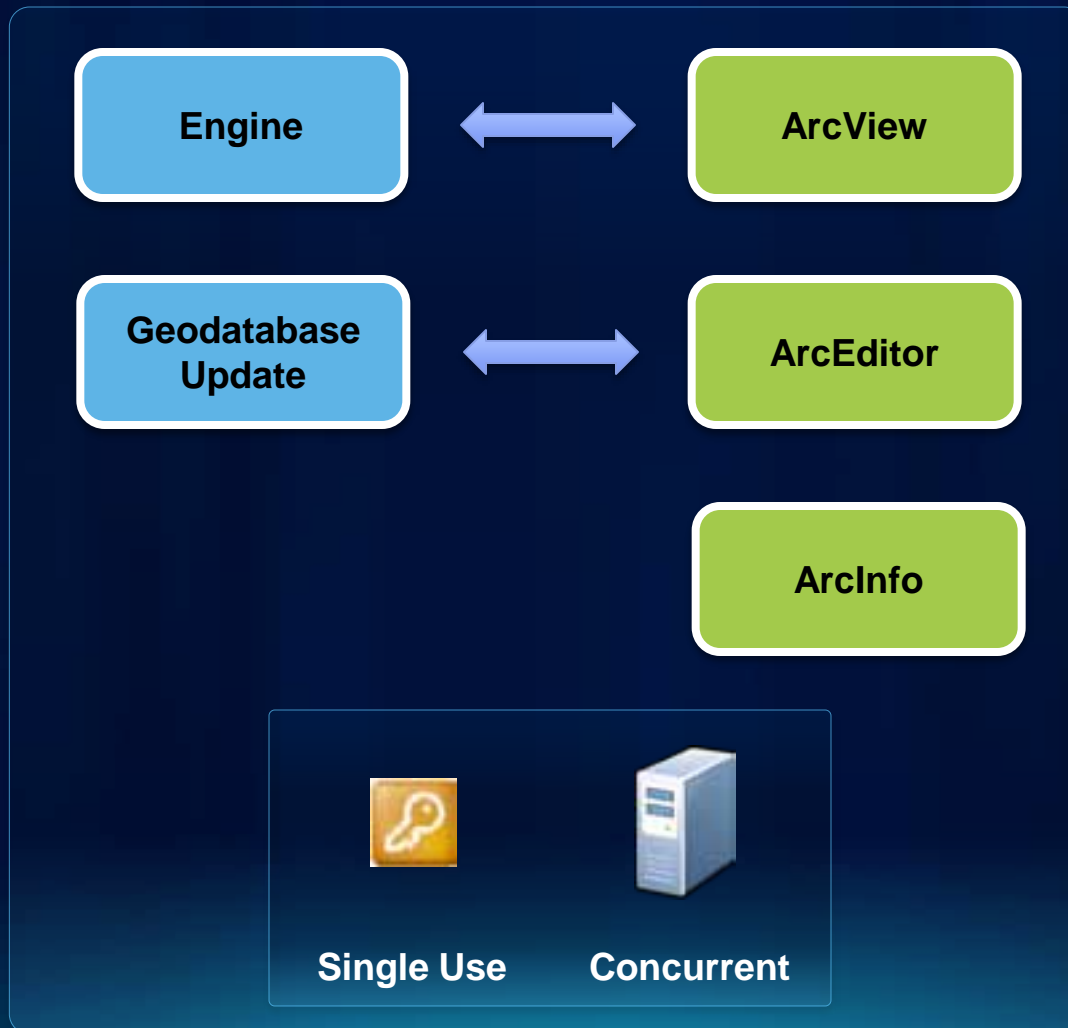 Engine
ArcView
Geodatabase
Update
ArcEditor
ArcInfo
Single Use
Concurrent